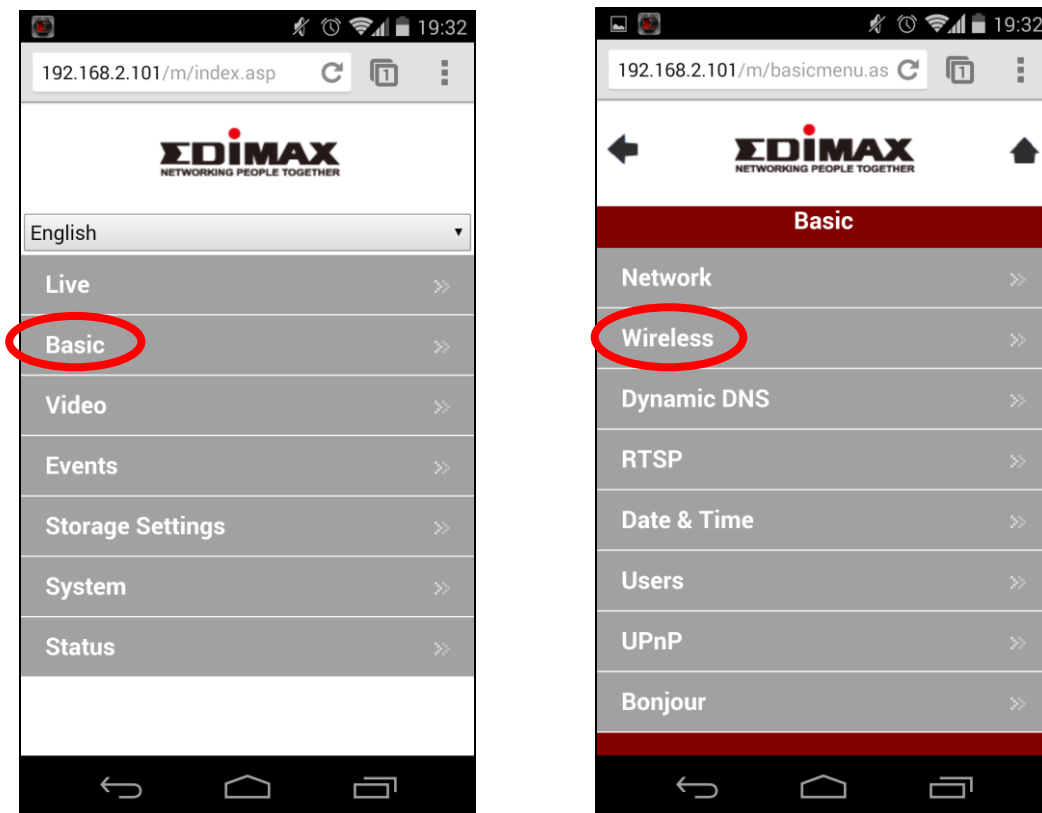 19:32
192.168.2.101/m/index.asp
1
EDIMAX
NETWORKING PEOPLE TOGETHER
English
Live
Basic
Video
Events
Storage Settings
System
Status
19:32
192.168.2.101/m/basicmenu.as
1
EDIMAX
NETWORKING PEOPLE TOGETHER
Basic
Network
Wireless
Dynamic DNS
RTSP
Date & Time
Users
UPnP
Bonjour